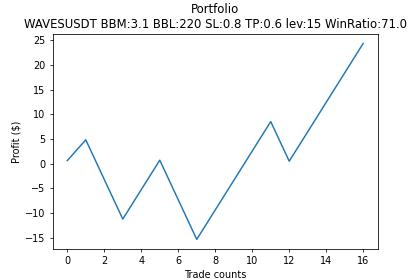 Portfolio
WAVESUSDT BBM:3.1 BBL:220 SL:0.8 TP:0.6 lev:15 WinRatio:71.0
25
20
15
10
5
0
−5
−10
−15
Profit ($)
0 2 4 6 8 10 12 14 16
Trade counts